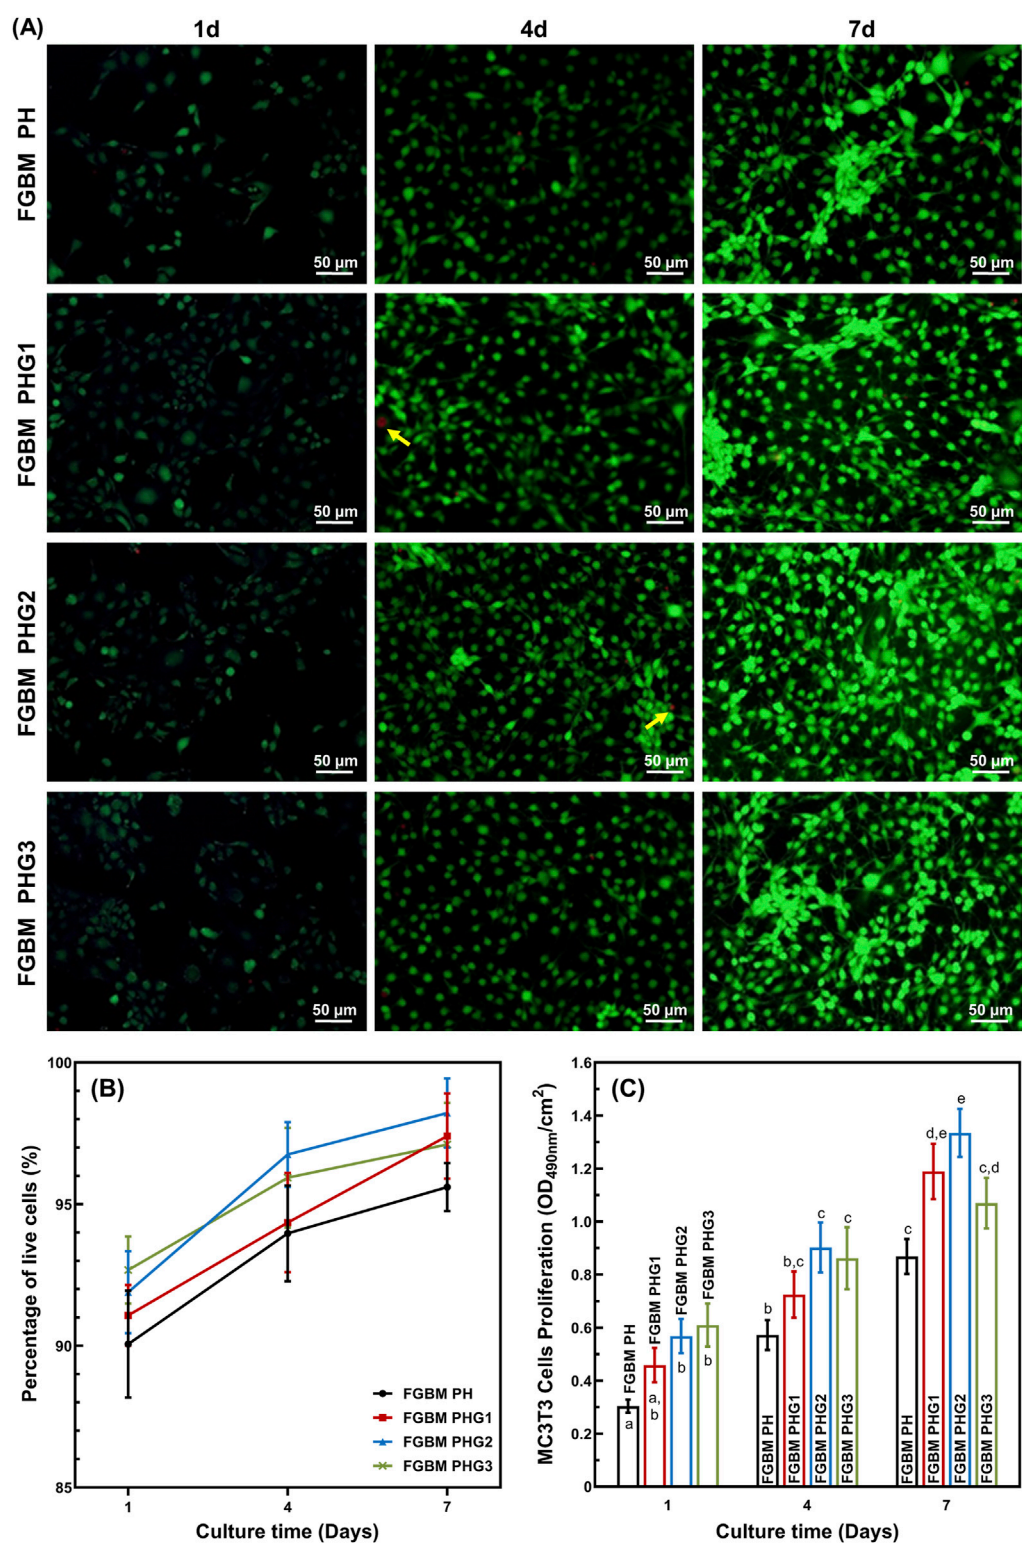 (A)
1d
4d
7d
FGBM PH
50 µm
50 µm
50 µm
FGBM PHG1
50 µm
50 µm
50 µm
FGBM PHG2
50 µm
50 µm
50 µm
FGBM PHG3
50 µm
50 µm
50 µm
(B)
Percentage of live cells (%)
100
95
90
85
FGBM PH
FGBM PHG1
FGBM PHG2
FGBM PHG3
1
4
7
Culture time (Days)
(C)
MC3T3 Cells Proliferation (OD490nm/cm2)
1.6
1.4
1.2
1.0
0.8
0.6
0.4
0.2
0
FGBM PH
a
FGBM PHG1
a,
b
FGBM PHG2
b
FGBM PHG3
b
b
FGBM PH
b,c
FGBM PHG1
c
FGBM PHG2
c
FGBM PHG3
c
FGBM PH
d,e
FGBM PHG1
e
FGBM PHG2
c,d
FGBM PHG3
1
4
7
Culture time (Days)